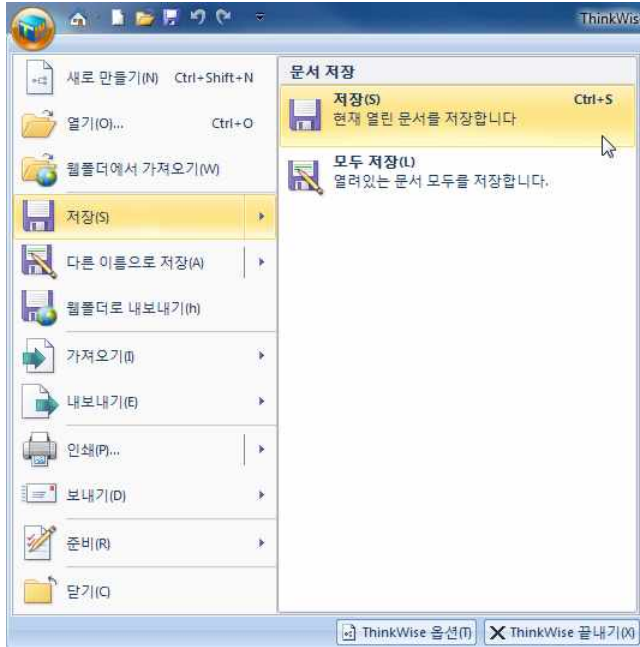 ThinkWis
새로 만들기(N) Ctrl+Shift+N
열기(O)... Ctrl+O
웹폴더에서 가져오기(W)
저장(S)
다른 이름으로 저장(A)
웹폴더로 내보내기(h)
가져오기(I)
내보내기(E)
인쇄(P)...
보내기(D)
준비(R)
닫기(C)
문서 저장
저장(S) Ctrl+S
현재 열린 문서를 저장합니다
모두 저장(L)
열려있는 문서 모두를 저장합니다.
ThinkWise 옵션(T) ThinkWise 끝내기(X)